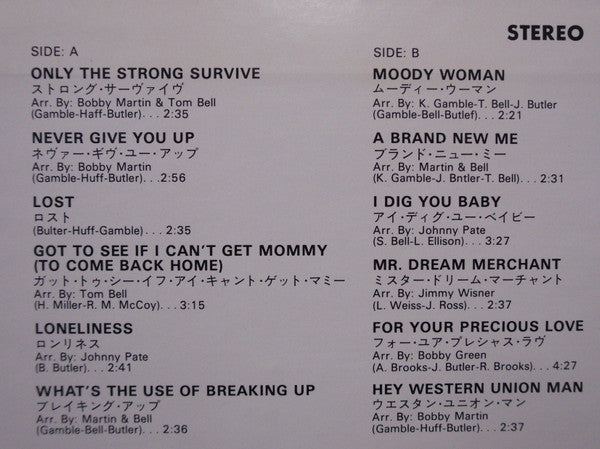 STEREO
SIDE: A
ONLY THE STRONG SURVIVE
ストロング・サーヴァイヴ
Arr. By: Bobby Martin & Tom Bell
(Gamble-Haff-Butler). . . 2:35
NEVER GIVE YOU UP
ネヴァー・ギヴ・ユー・アップ
Arr. By: Bobby Martin
(Gamble-Huff-Butler). . .2:56
LOST
ロスト
(Bulter-Huff-Gamble). . . 2:35
GOT TO SEE IF I CAN'T GET MOMMY
(TO COME BACK HOME)
ガット・トゥ・シー・イフ・アイ・キャント・ゲット・マミー
Arr. By: Tom Bell
(H. Miller-R. M. McCoy). . .3:15
LONELINESS
ロンリネス
Arr. By: Johnny Pate
(B. Butler). . . 2:41
WHAT'S THE USE OF BREAKING UP
ブレイキング・アップ
Arr. By: Martin & Bell
(Gamble-Bell-Butler). . . 2:36
SIDE: B
MOODY WOMAN
ムーディー・ウーマン
Arr. By: K. Gamble-T. Bell-J. Butler
(Gamble-Bell-Butlef). . . 2:21
A BRAND NEW ME
ブランド・ニュー・ミー
Arr. By: Martin & Bell
(K. Gamble-J. Bntler-T. Bell). . . 2:31
I DIG YOU BABY
アイ・ディグ・ユー・ベイビー
Arr. By: Johnny Pate
(S. Bell-L. Ellison). . . 3:27
MR. DREAM MERCHANT
ミスター・ドリーム・マーチャント
Arr. By: Jimmy Wisner
(L. Weiss-J. Ross). . . 2:37
FOR YOUR PRECIOUS LOVE
フォー・ユア・プレシャス・ラヴ
Arr. By: Bobby Green
(A. Brooks-J. Butler-R. Brooks). . . 4:27
HEY WESTERN UNION MAN
ウエスタン・ユニオン・マン
Arr. By: Bobby Martin
(Gamble-Huff-Butler). . . 2:37